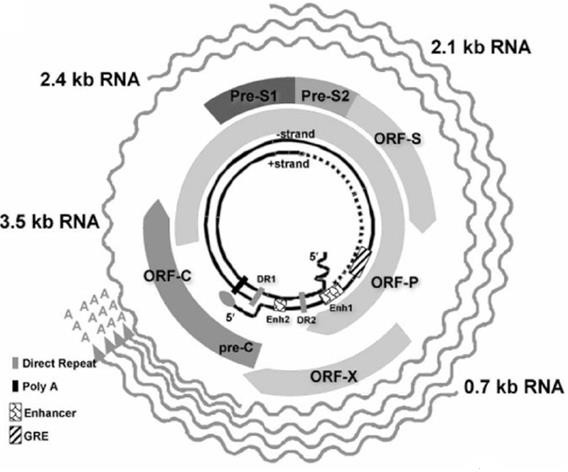 2.1 kb RNA
2.4 kb RNA
Pre-S1
Pre-S2
-strand
ORF-S
+strand
3.5 kb RNA
5'
ORF-C
DR1
ORF-P
A A A
A A A A
A A A A
A A A
5'
Enh2
DR2
Enh1
pre-C
Direct Repeat
ORF-X
0.7 kb RNA
Poly A
Enhancer
GRE